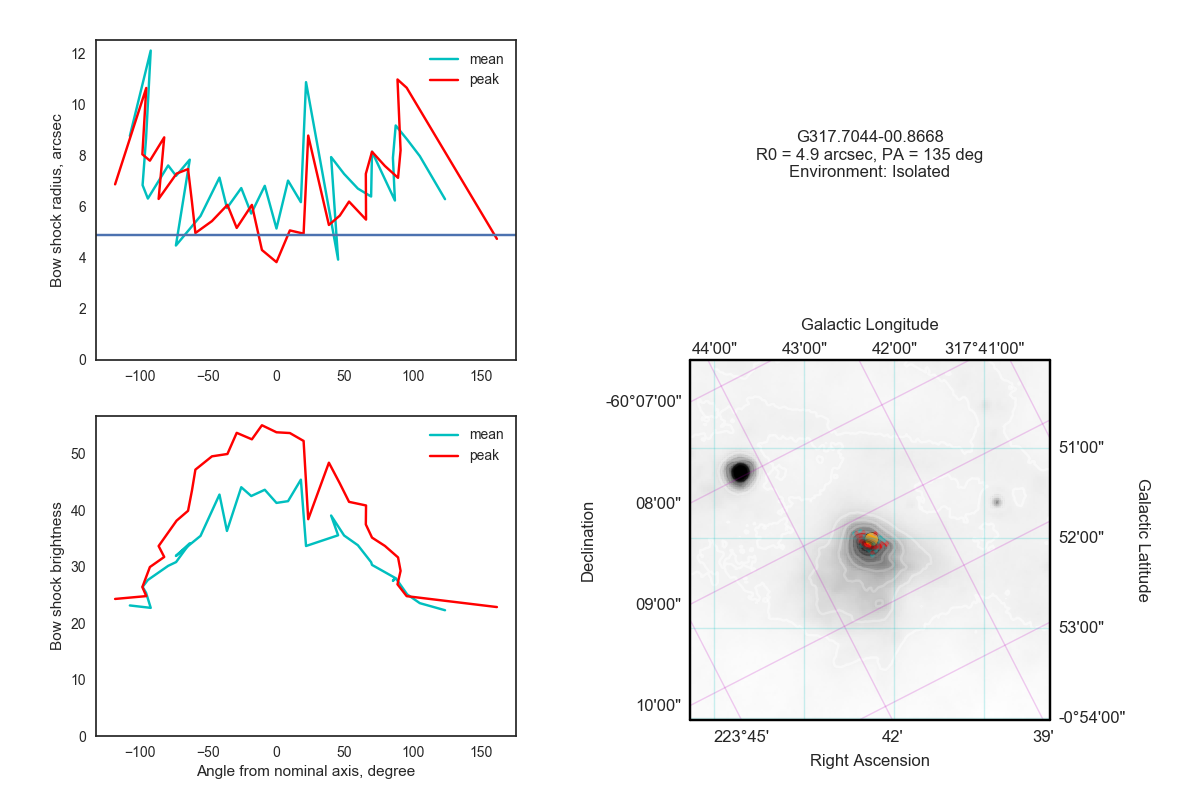 12
10
8
6
4
2
0
Bow shock radius, arcsec
mean
peak
−100
−50
0
50
100
150
G317.7044-00.8668
R0 = 4.9 arcsec, PA = 135 deg
Environment: Isolated
50
40
30
20
10
0
Bow shock brightness
mean
peak
−100
−50
0
50
100
150
Angle from nominal axis, degree
Galactic Longitude
44'00"
43'00"
42'00"
317°41'00"
-60°07'00"
08'00"
09'00"
10'00"
Declination
51'00"
52'00"
53'00"
-0°54'00"
Galactic Latitude
223°45'
42'
39'
Right Ascension